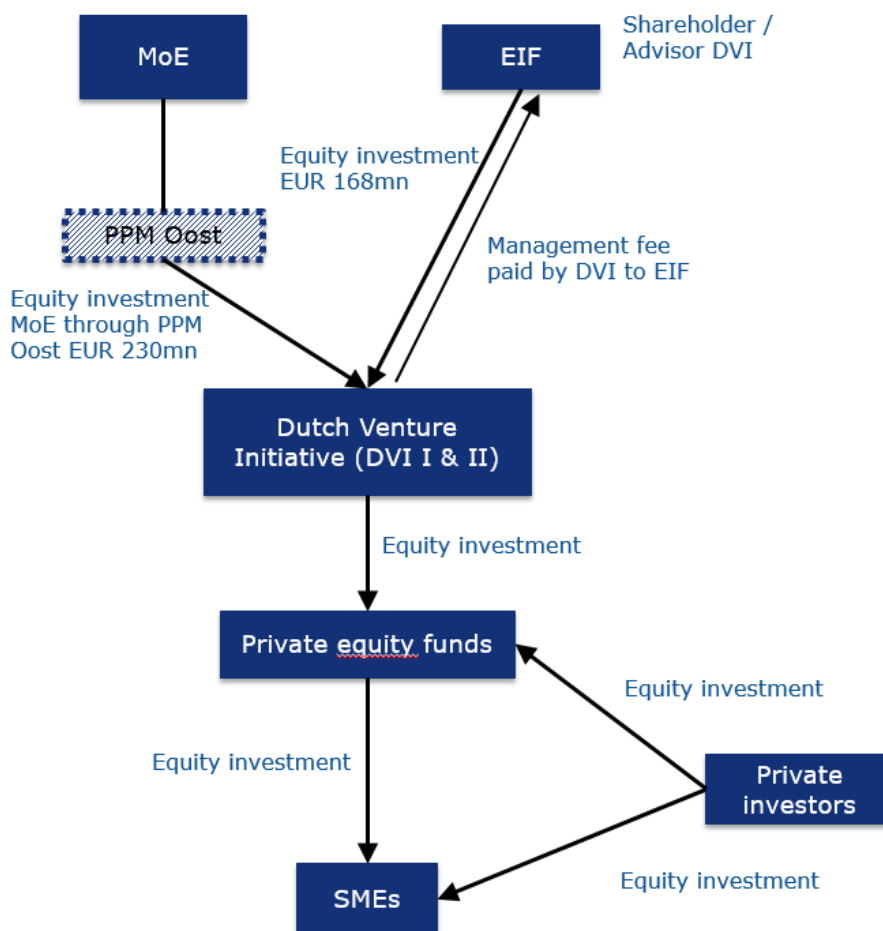 MoE
EIF
Shareholder /
Advisor DVI
Equity investment
EUR 168mn
PPM Oost
Management fee
paid by DVI to EIF
Equity investment
MoE through PPM
Oost EUR 230mn
Dutch Venture
Initiative (DVI I & II)
Equity investment
Private equity funds
Equity investment
Equity investment
Private
investors
Equity investment
SMEs